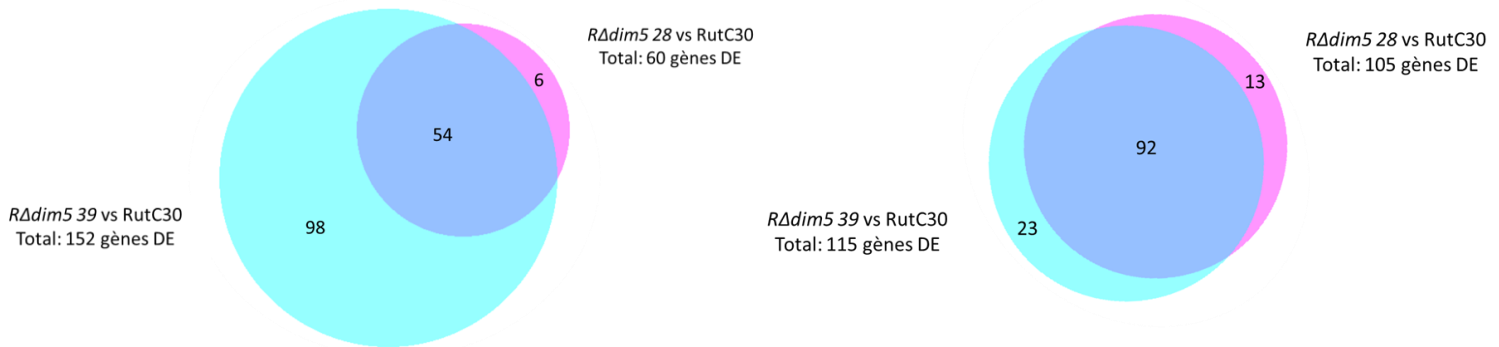 RΔdim5 28 vs RutC30
Total: 60 gènes DE
6
54
RΔdim5 39 vs RutC30
Total: 152 gènes DE
98
RΔdim5 28 vs RutC30
Total: 105 gènes DE
13
92
RΔdim5 39 vs RutC30
Total: 115 gènes DE
23